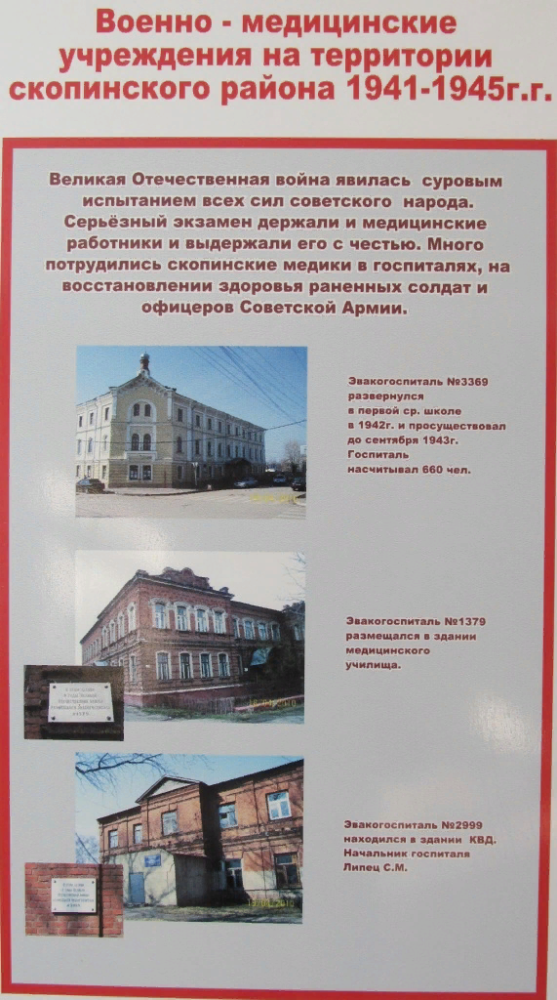 Военно - медицинские
учреждения на территории
скопинского района 1941-1945г.г.
Великая Отечественная война явилась суровым
испытанием всех сил советского народа.
Серьёзный экзамен держали и медицинские
работники и выдержали его с честью. Много
потрудились скопинские медики в госпиталях, на
восстановлении здоровья раненных солдат и
офицеров Советской Армии.
Эвакогоспиталь №3369
развернулся
в первой ср. школе
в 1942г. и просуществовал
до сентября 1943г.
Госпиталь
насчитывал 660 чел.
Эвакогоспиталь №1379
размещался в здании
медицинского
училища.
Эвакогоспиталь №2999
находился в здании КВД.
Начальник госпиталя
Липец С.М.